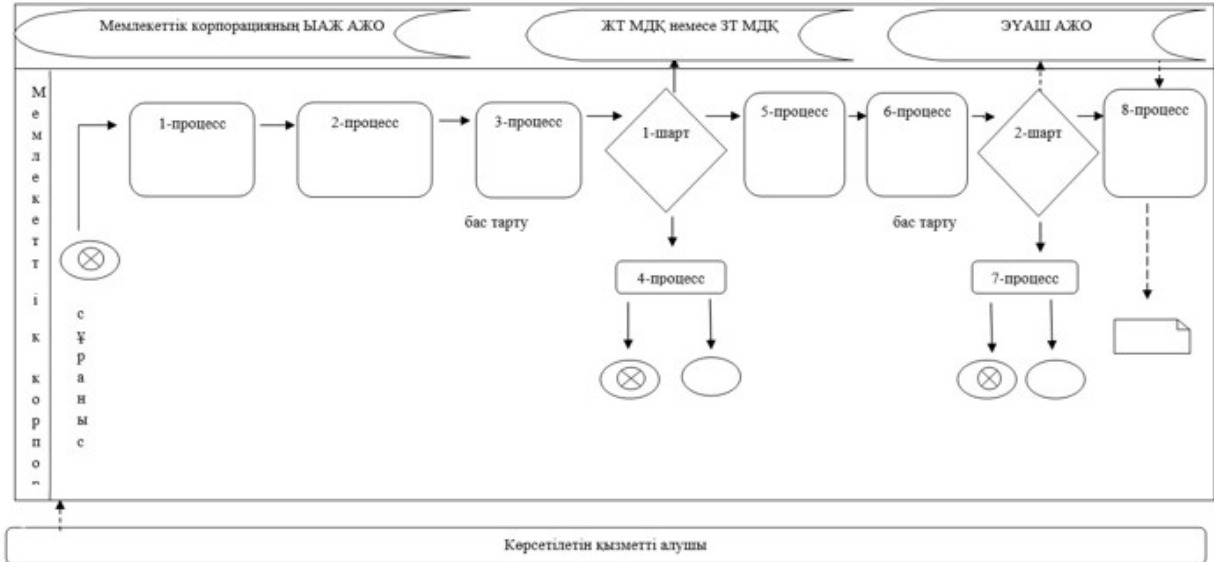 Мемлекеттік корпорацияның ЫАЖ АЖО
ЖТ МДҚ немесе ЗТ МДҚ
ЭҮАШ АЖО
Мемлекеттік корпор
1-процесс
2-процесс
3-процесс
1-шарт
5-процесс
6-процесс
2-шарт
8-процесс
бас тарту
бас тарту
4-процесс
7-процесс
сұраныс
Көрсетілетін қызметті алушы